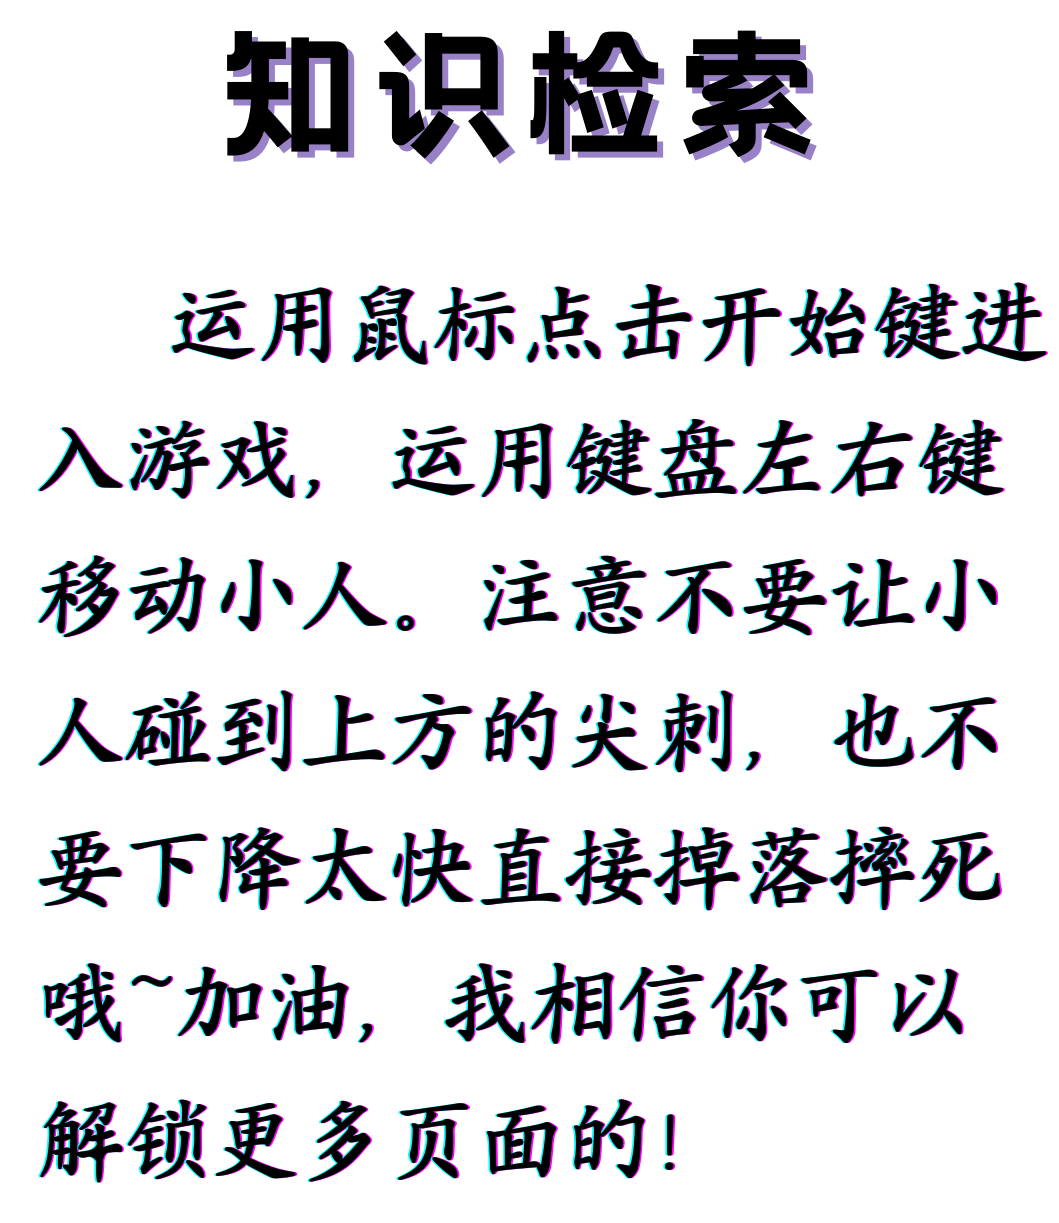 知识检索
运用鼠标点击开始键进
入游戏，运用键盘左右键
移动小人。注意不要让小
人碰到上方的尖刺，也不
要下降太快直接掉落摔死
哦~加油，我相信你可以
解锁更多页面的！